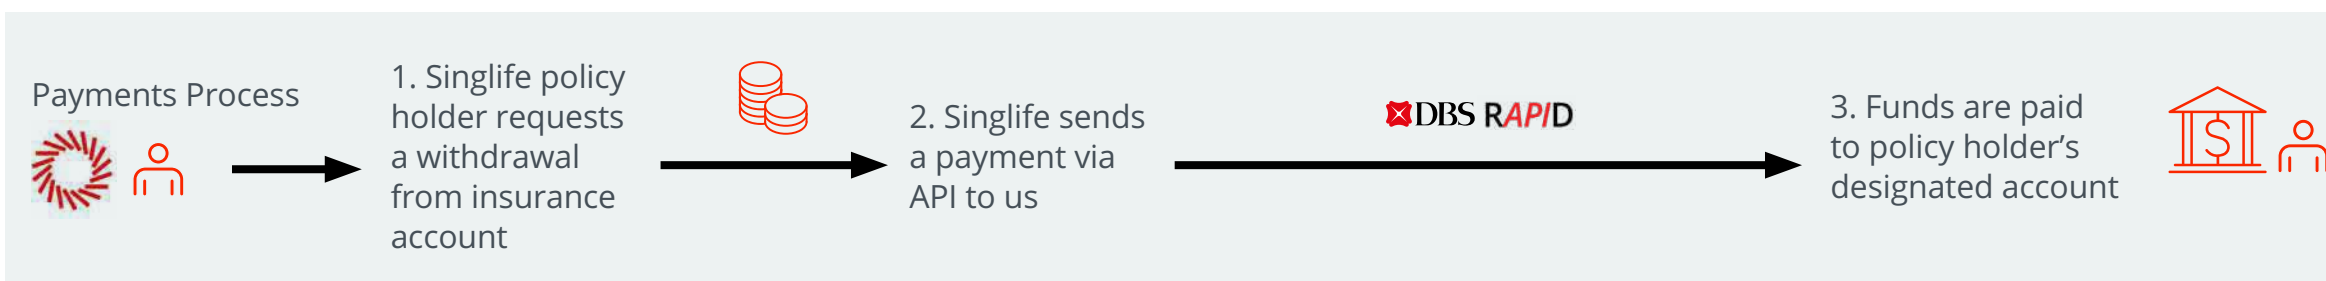 Payments Process
1. Singlife policy
holder requests
a withdrawal
from insurance
account
2. Singlife sends
a payment via
API to us
DBS RAPID
3. Funds are paid
to policy holder’s
designated account
$